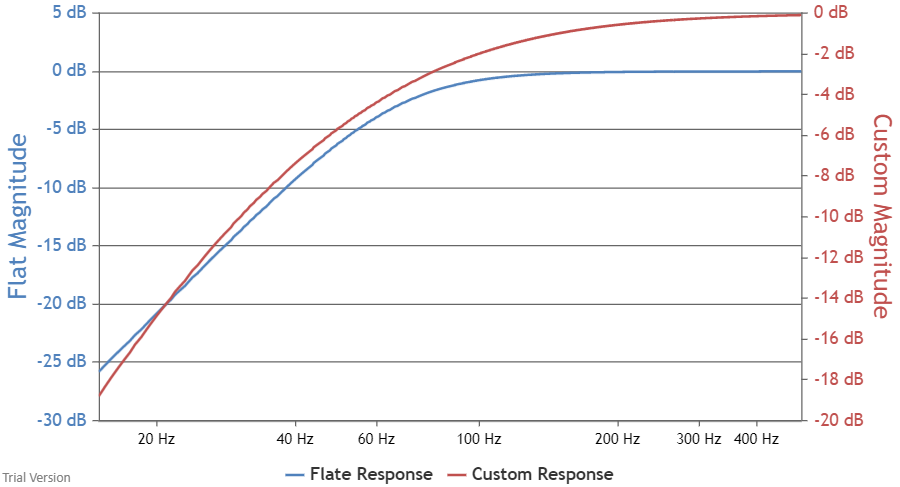 5 dB
0 dB
-5 dB
-10 dB
-15 dB
-20 dB
-25 dB
-30 dB
Flat Magnitude
0 dB
-2 dB
-4 dB
-6 dB
-8 dB
-10 dB
-12 dB
-14 dB
-16 dB
-18 dB
-20 dB
Custom Magnitude
20 Hz 40 Hz 60 Hz 100 Hz 200 Hz 300 Hz 400 Hz
Flate Response Custom Response
Trial Version